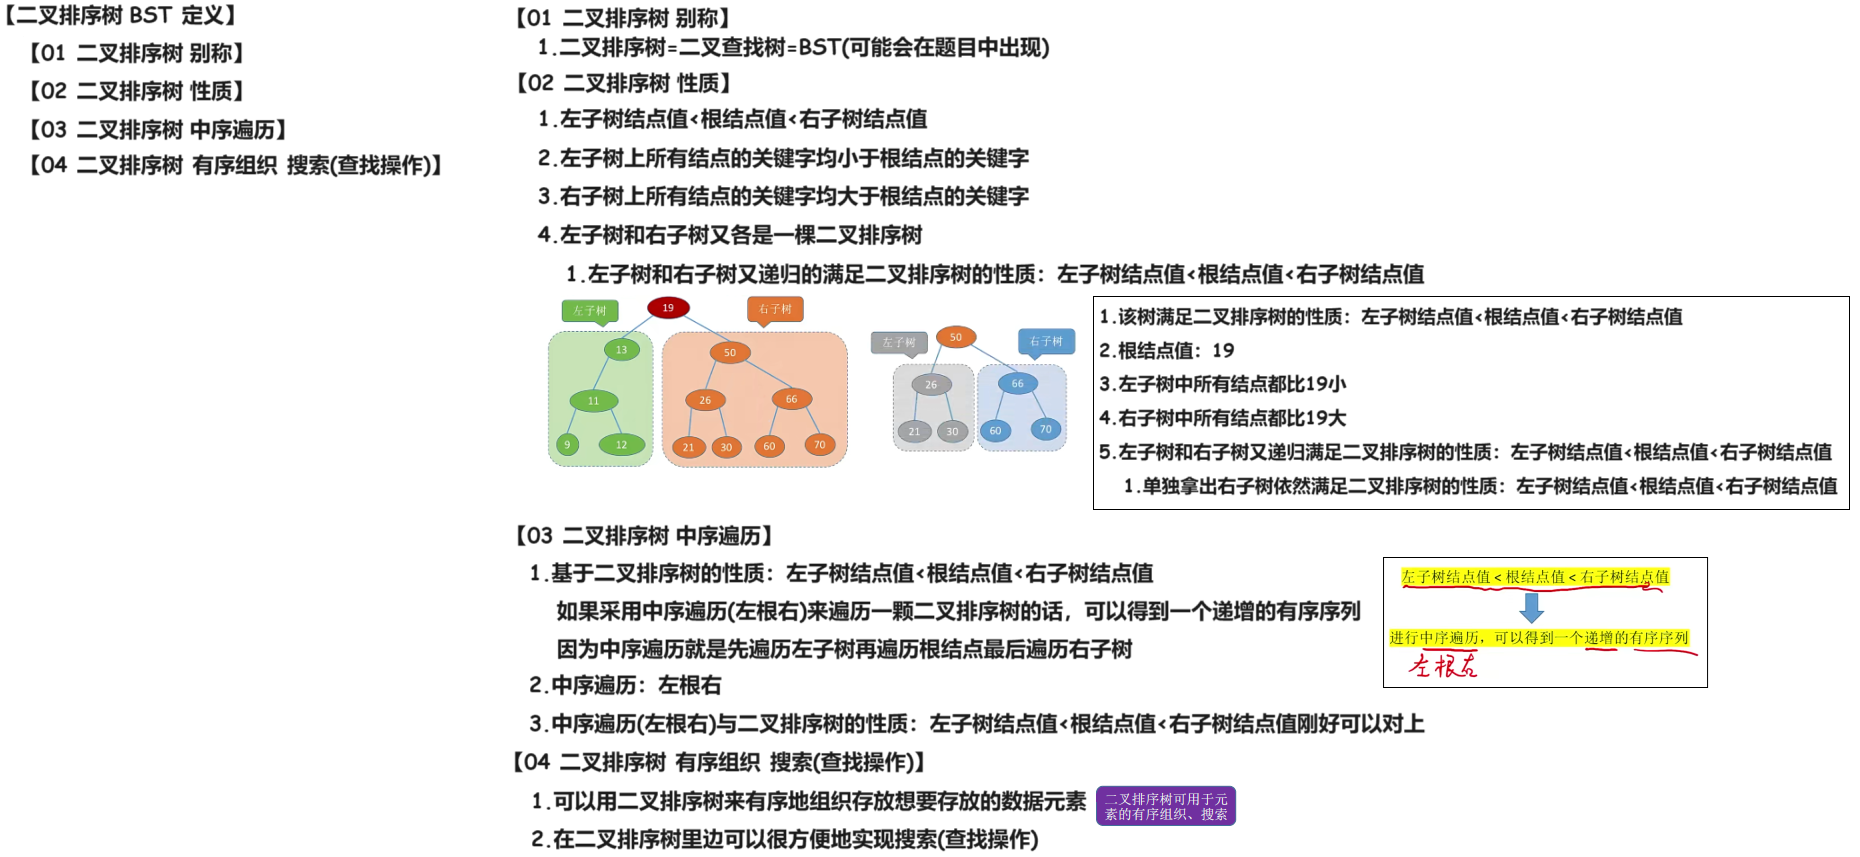 【二叉排序树 BST 定义】
【01 二叉排序树 别称】
【02 二叉排序树 性质】
【03 二叉排序树 中序遍历】
【04 二叉排序树 有序组织 搜索(查找操作)】
【01 二叉排序树 别称】
1.二叉排序树=二叉查找树=BST(可能会在题目中出现)
【02 二叉排序树 性质】
1.左子树结点值<根结点值<右子树结点值
2.左子树上所有结点的关键字均小于根结点的关键字
3.右子树上所有结点的关键字均大于根结点的关键字
4.左子树和右子树又各是一棵二叉排序树
1.左子树和右子树又递归的满足二叉排序树的性质：左子树结点值<根结点值<右子树结点值
左子树 19 右子树
13 50
11 26 66
9 12 21 30 60 70
左子树 50 右子树
26 66
21 30 60 70
1.该树满足二叉排序树的性质：左子树结点值<根结点值<右子树结点值
2.根结点值：19
3.左子树中所有结点都比19小
4.右子树中所有结点都比19大
5.左子树和右子树又递归满足二叉排序树的性质：左子树结点值<根结点值<右子树结点值
1.单独拿出右子树依然满足二叉排序树的性质：左子树结点值<根结点值<右子树结点值
【03 二叉排序树 中序遍历】
1.基于二叉排序树的性质：左子树结点值<根结点值<右子树结点值
如果采用中序遍历(左根右)来遍历一颗二叉排序树的话，可以得到一个递增的有序序列
因为中序遍历就是先遍历左子树再遍历根结点最后遍历右子树
2.中序遍历：左根右
3.中序遍历(左根右)与二叉排序树的性质：左子树结点值<根结点值<右子树结点值刚好可以对上
左子树结点值<根结点值<右子树结点值
进行中序遍历，可以得到一个递增的有序序列
左根右
【04 二叉排序树 有序组织 搜索(查找操作)】
1.可以用二叉排序树来有序地组织存放想要存放的数据元素
二叉排序树可用于元
素的有序组织、搜索
2.在二叉排序树里边可以很方便地实现搜索(查找操作)